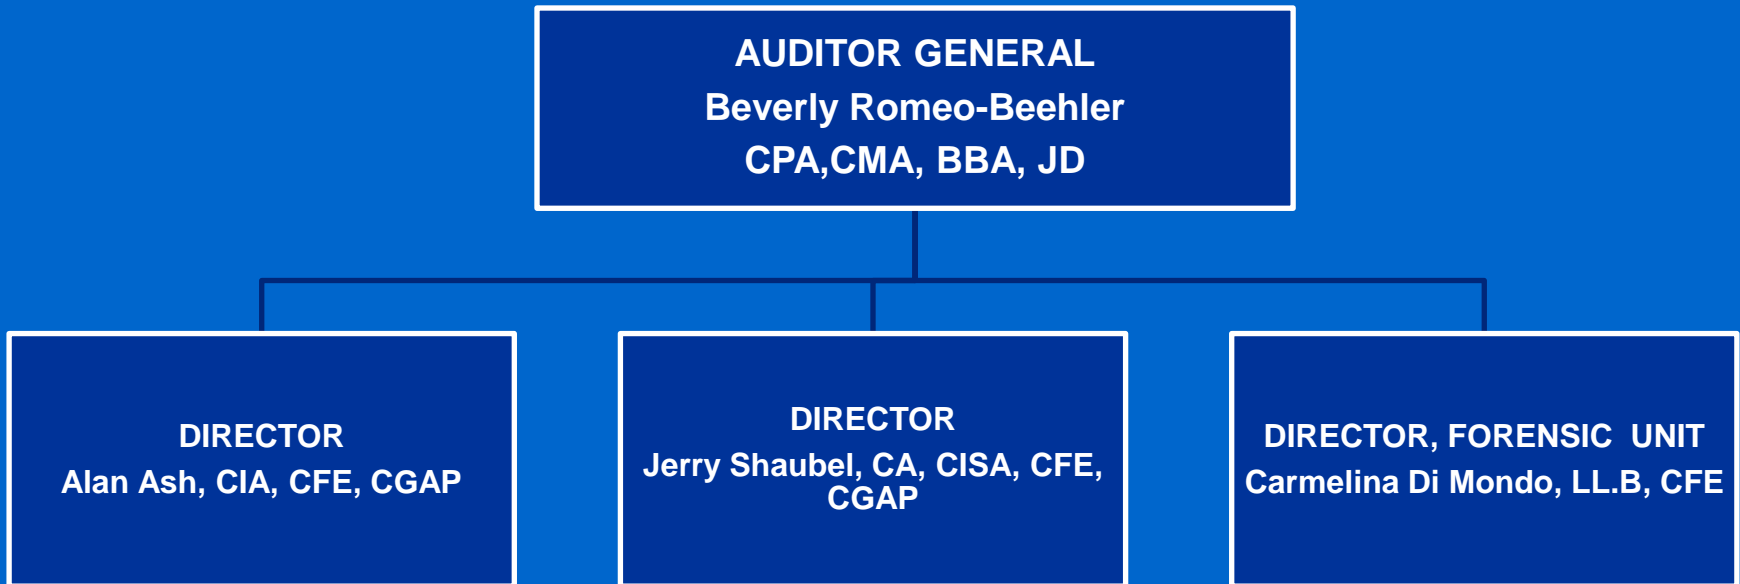 AUDITOR GENERAL
Beverly Romeo-Beehler
CPA,CMA, BBA, JD
DIRECTOR
Alan Ash, CIA, CFE, CGAP
DIRECTOR
Jerry Shaubel, CA, CISA, CFE,
CGAP
DIRECTOR, FORENSIC  UNIT
Carmelina Di Mondo, LL.B, CFE